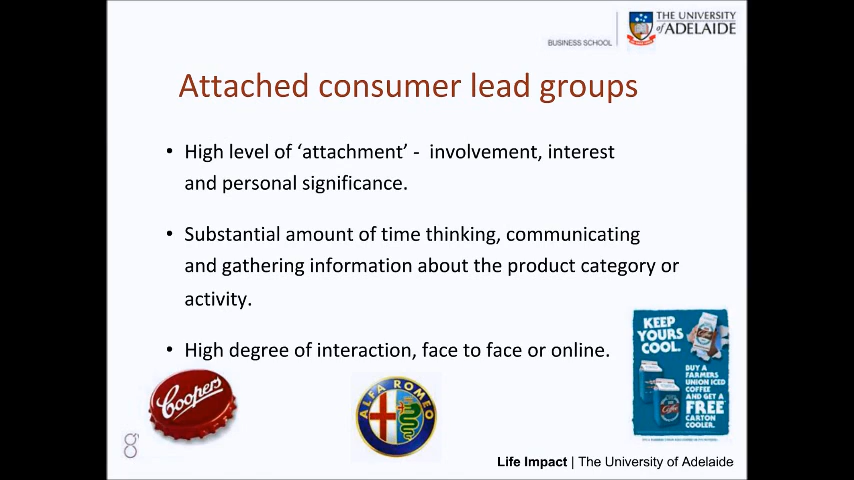 THE UNIVERSITY
of ADELAIDE
BUSINESS SCHOOL
Attached consumer lead groups
• High level of ‘attachment’ - involvement, interest
and personal significance.
• Substantial amount of time thinking, communicating
and gathering information about the product category or
activity.
• High degree of interaction, face to face or online.
Coopers
ALFA ROMEO
KEEP
YOURS
COOL.
BUY A
FARMERS
UNION ICED
COFFEE
AND GET A
FREE
CARTON
COOLER.
Life Impact | The University of Adelaide